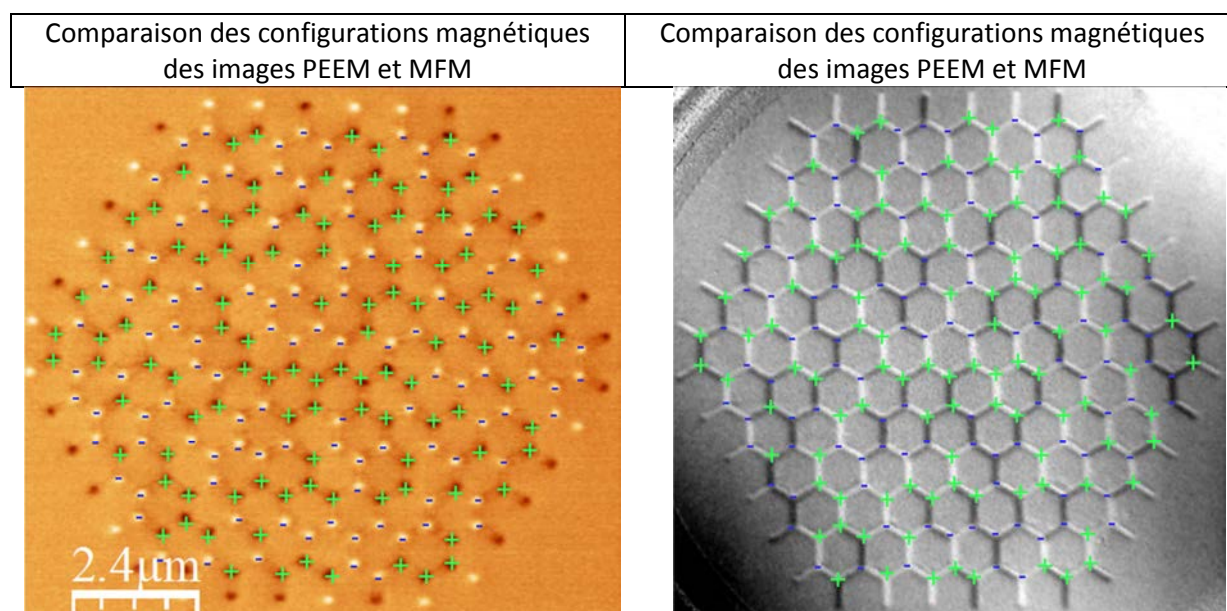 Comparaison des configurations magnétiques
des images PEEM et MFM
Comparaison des configurations magnétiques
des images PEEM et MFM
2.4µm